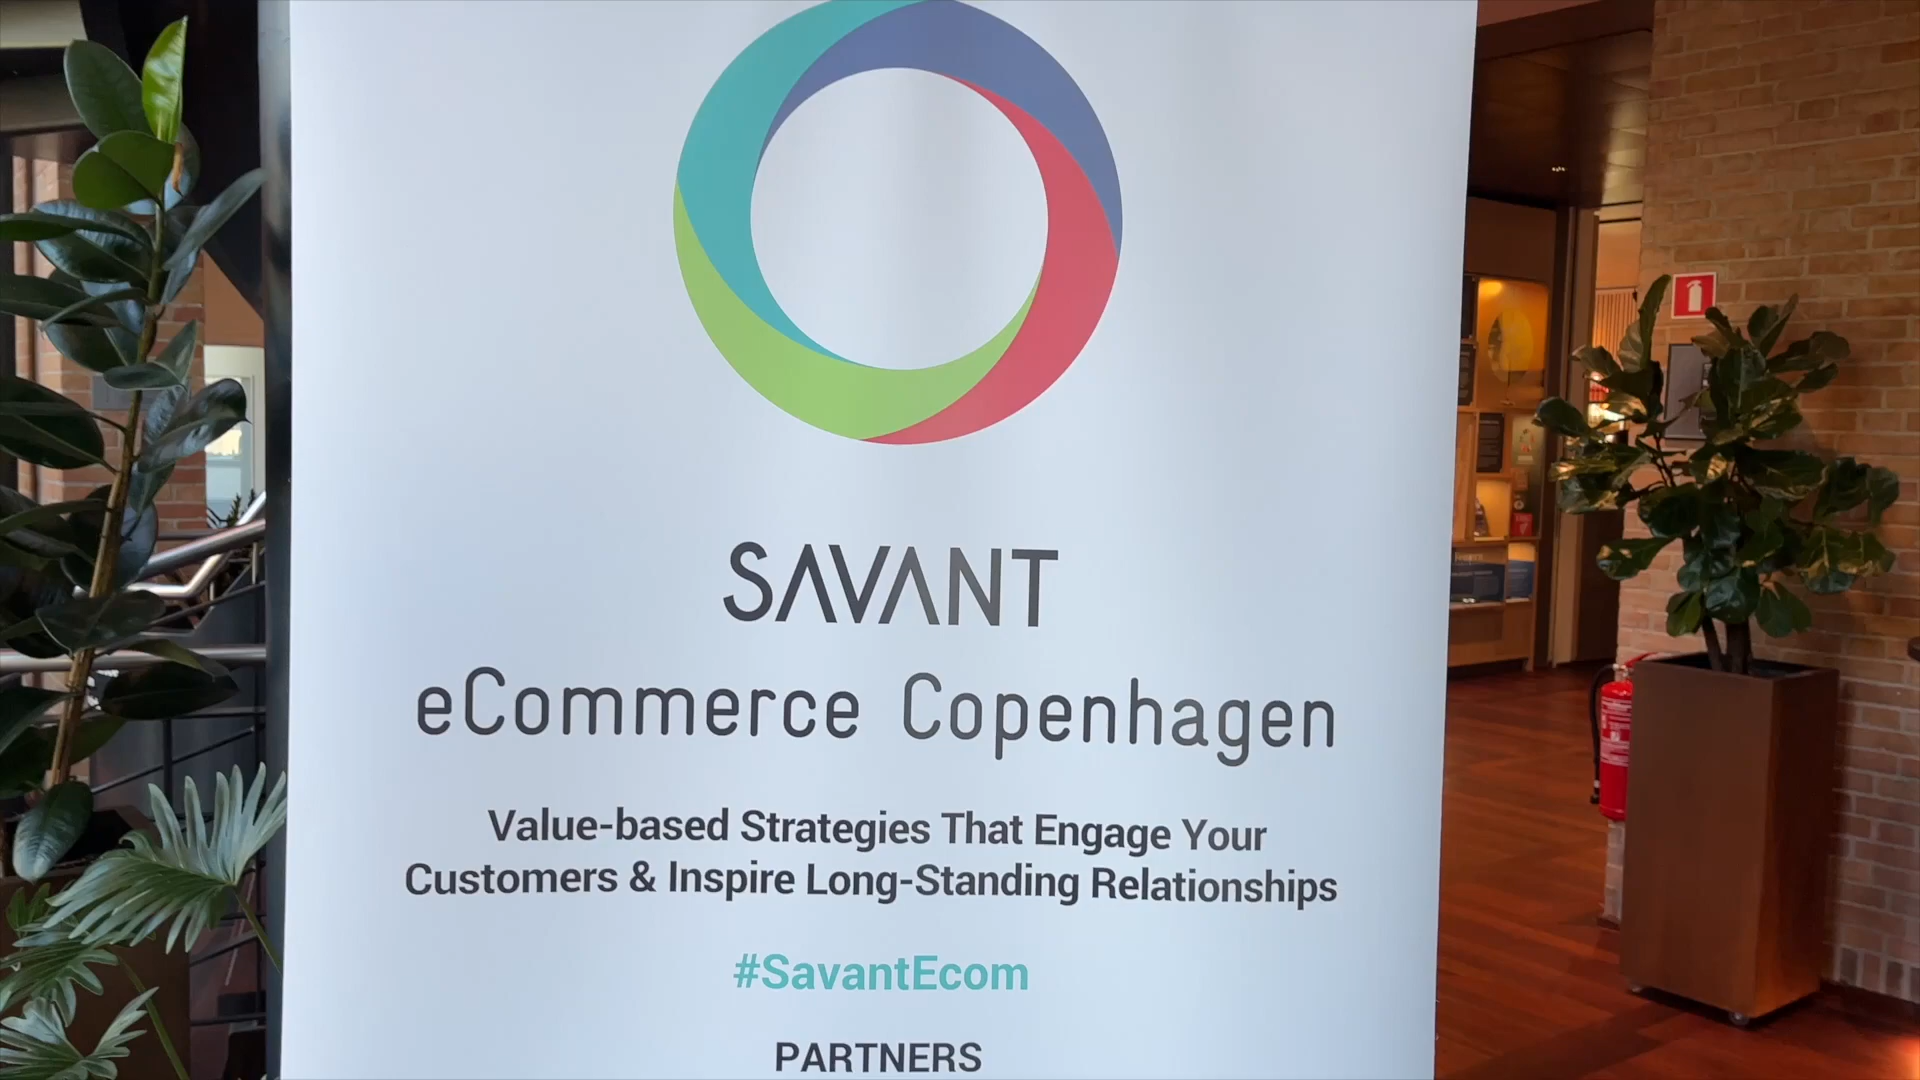 SAVANT
eCommerce Copenhagen
Value-based Strategies That Engage Your
Customers & Inspire Long-Standing Relationships
#SavantEcom
PARTNERS